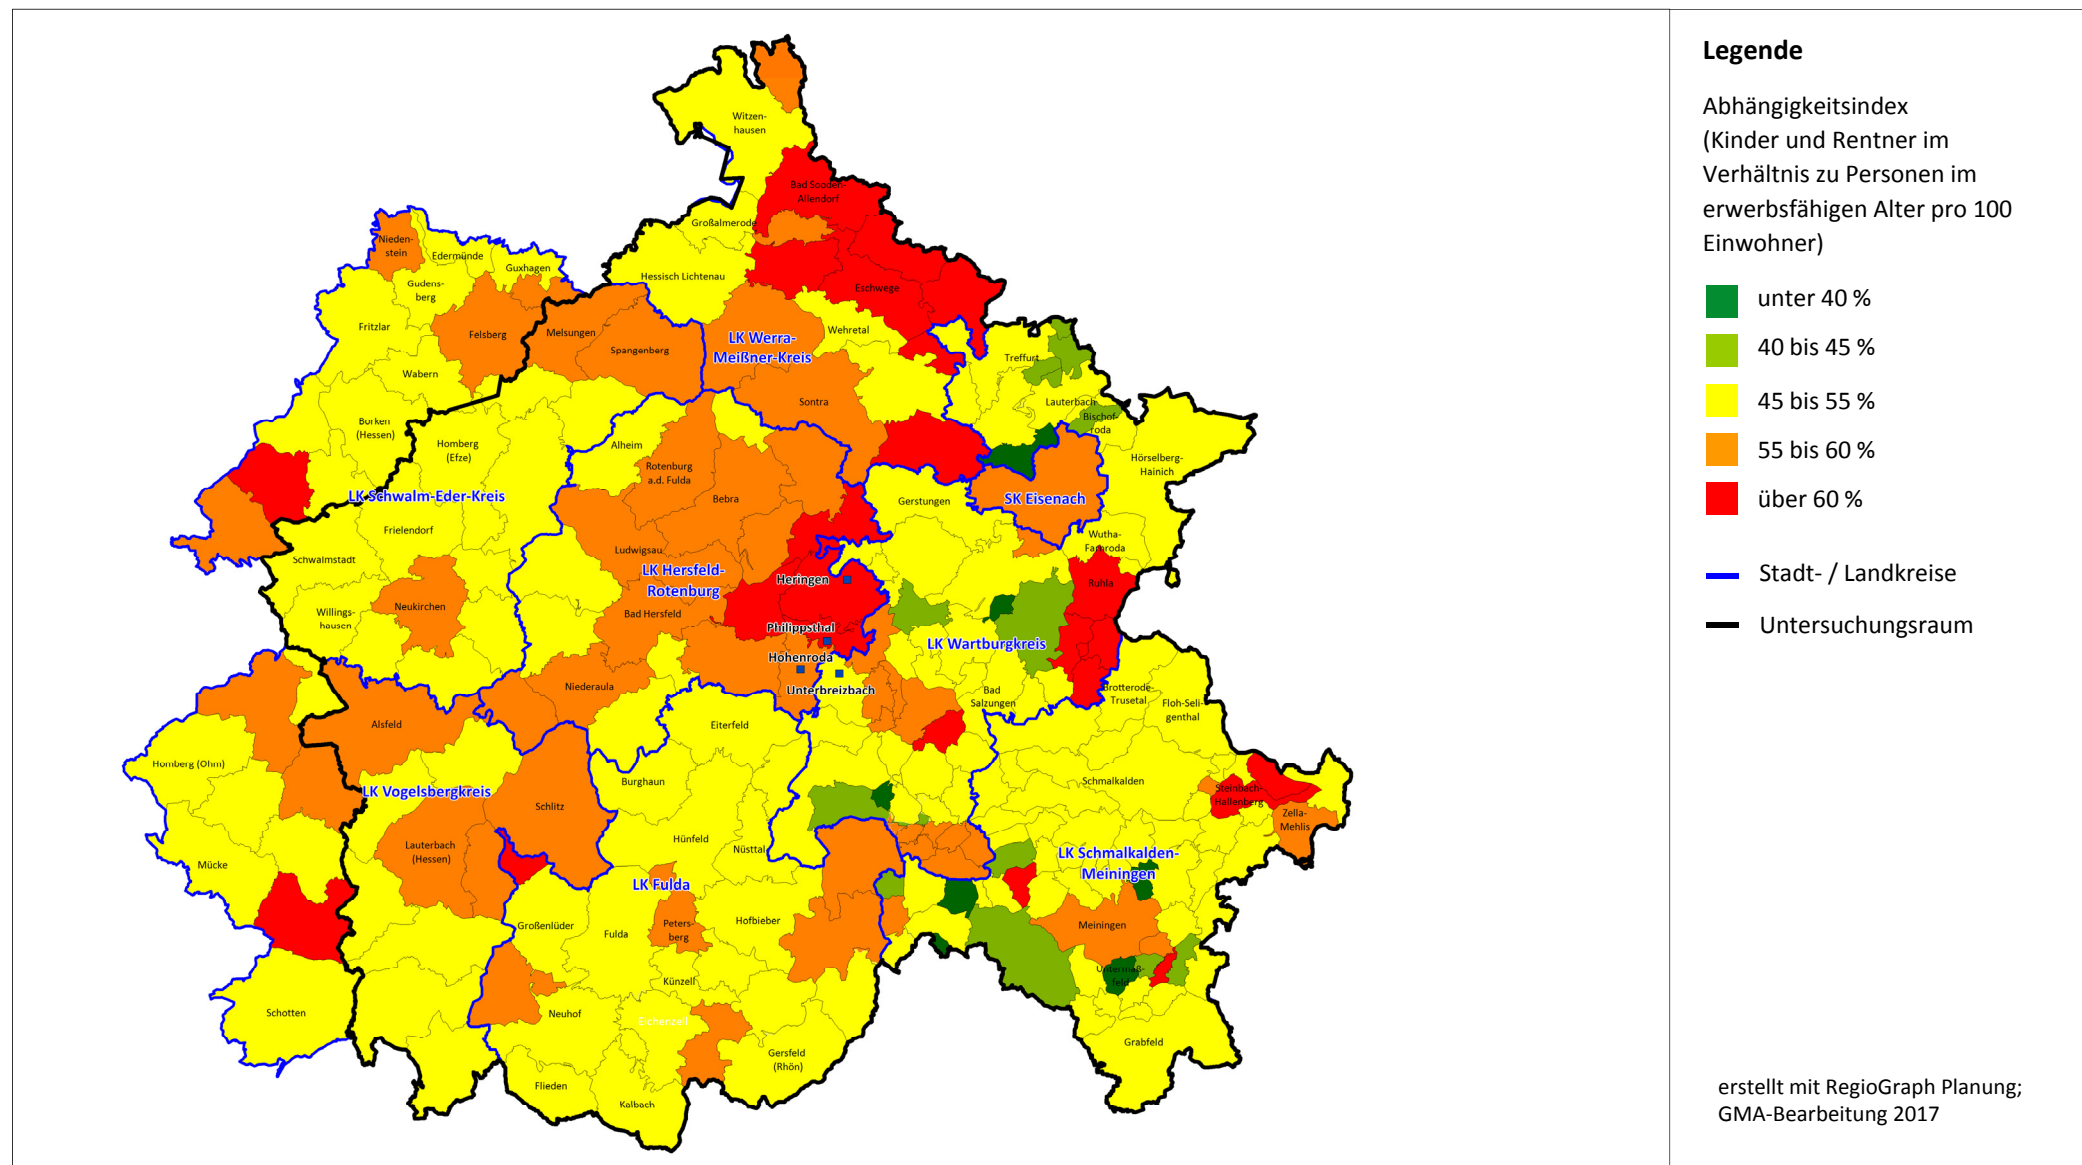 Witzen-
hausen
Bad Sooden-
Allendorf
Großalmerode
Nieden-
stein
Edermünde
Guxhagen
Hessisch Lichtenau
Gudens-
berg
Eschwege
Fritzlar
Felsberg
Melsungen
Wehretal
LK Werra-
Meißner-Kreis
Spangenberg
Treffurt
Wabern
Sontra
Lauterbach
Bischof-
roda
Borken
(Hessen)
Homberg
(Efze)
Alheim
Hörselberg-
Hainich
Rotenburg
a.d. Fulda
LK Schwalm-Eder-Kreis
Bebra
Gerstungen
SK Eisenach
Frielendorf
Wutha-
Farnroda
Schwalmstadt
Ludwigsau
LK Hersfeld-
Rotenburg
Heringen
Ruhla
Willings-
hausen
Neukirchen
Bad Hersfeld
Philippsthal
LK Wartburgkreis
Hohenroda
Niederaula
Unterbreizbach
Bad
Salzungen
Brotterode-
Trusetal
Floh-Seli-
genthal
Alsfeld
Eiterfeld
Homberg (Ohm)
Burghaun
Schmalkalden
LK Vogelsbergkreis
Schlitz
Steinbach-
Hallenberg
Zella-
Mehlis
Lauterbach
(Hessen)
Hünfeld
Nüsttal
Mücke
LK Schmalkalden-
Meiningen
LK Fulda
Großenlüder
Fulda
Peters-
berg
Hofbieber
Meiningen
Künzell
Untermaß-
feld
Schotten
Neuhof
Eichenzell
Gersfeld
(Rhön)
Grabfeld
Flieden
Kalbach
Legende
Abhängigkeitsindex
(Kinder und Rentner im
Verhältnis zu Personen im
erwerbsfähigen Alter pro 100
Einwohner)
unter 40 %
40 bis 45 %
45 bis 55 %
55 bis 60 %
über 60 %
Stadt- / Landkreise
Untersuchungsraum
erstellt mit RegioGraph Planung;
GMA-Bearbeitung 2017